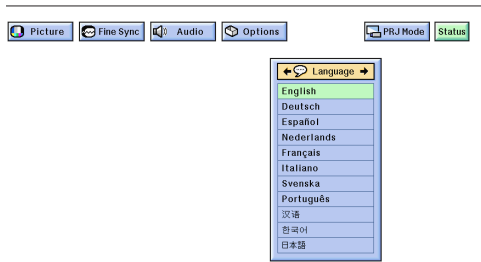 Picture Fine Sync Audio Options PRJ Mode Status
Language
English
Deutsch
Español
Nederlands
Français
Italiano
Svenska
Português
汉语
한국어
日本語